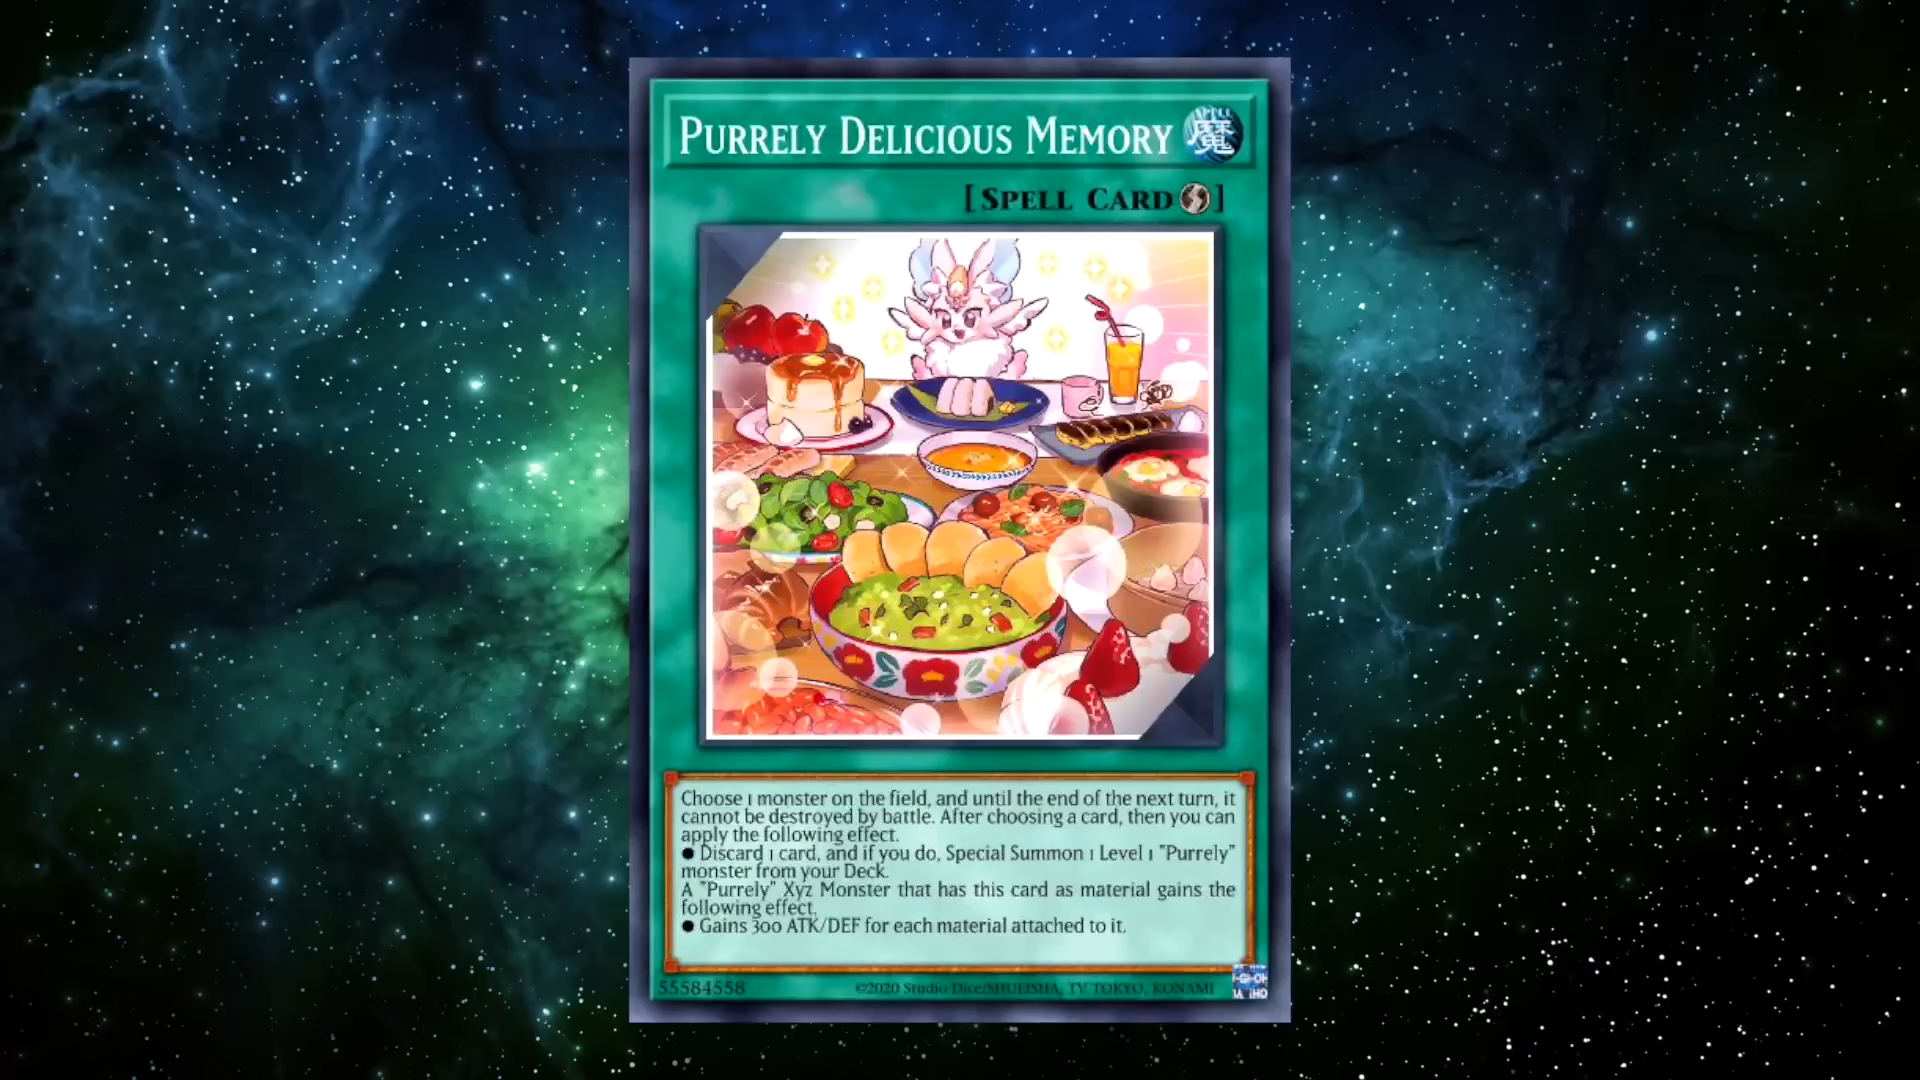 PURRELY DELICIOUS MEMORY
SPELL
魔
[SPELL CARD]
Choose 1 monster on the field, and until the end of the next turn, it
cannot be destroyed by battle. After choosing a card, then you can
apply the following effect.
● Discard 1 card, and if you do, Special Summon 1 Level 1 "Purrely"
monster from your Deck.
A "Purrely" Xyz Monster that has this card as material gains the
following effect.
● Gains 300 ATK/DEF for each material attached to it.
55584558
©2020 Studio Dice/SHUEISHA, TV TOKYO, KONAMI